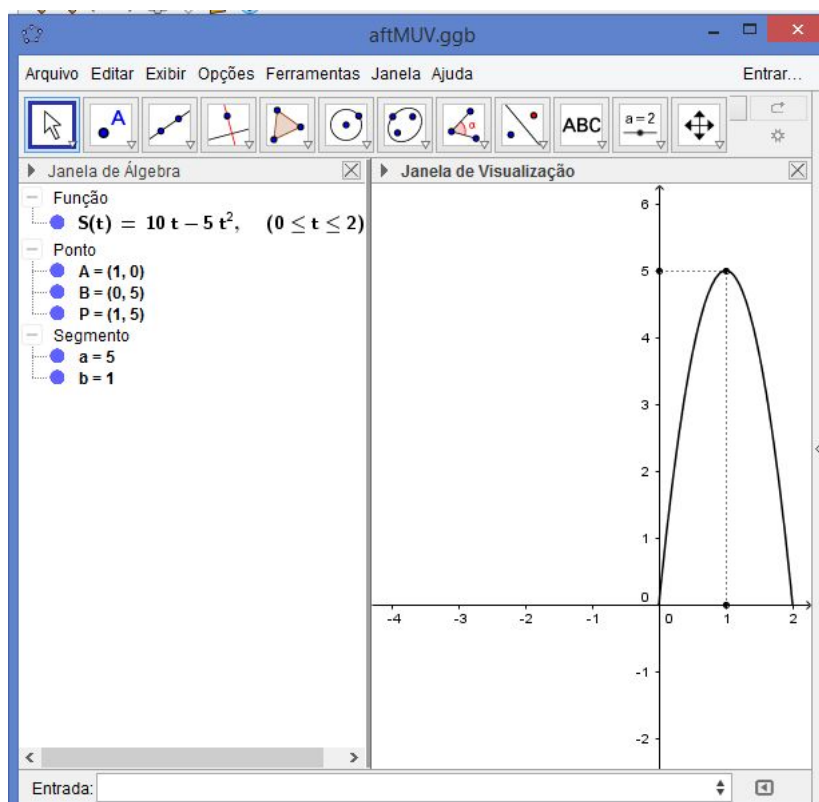 aftMUV.ggb
Arquivo Editar Exibir Opções Ferramentas Janela Ajuda Entrar...
A α ABC a = 2
Janela de Álgebra
Função
S(t) = 10 t − 5 t², (0 ≤ t ≤ 2)
Ponto
A = (1, 0)
B = (0, 5)
P = (1, 5)
Segmento
a = 5
b = 1
Janela de Visualização
6
5
4
3
2
1
0
-4 -3 -2 -1 0 1 2
-1
-2
Entrada: